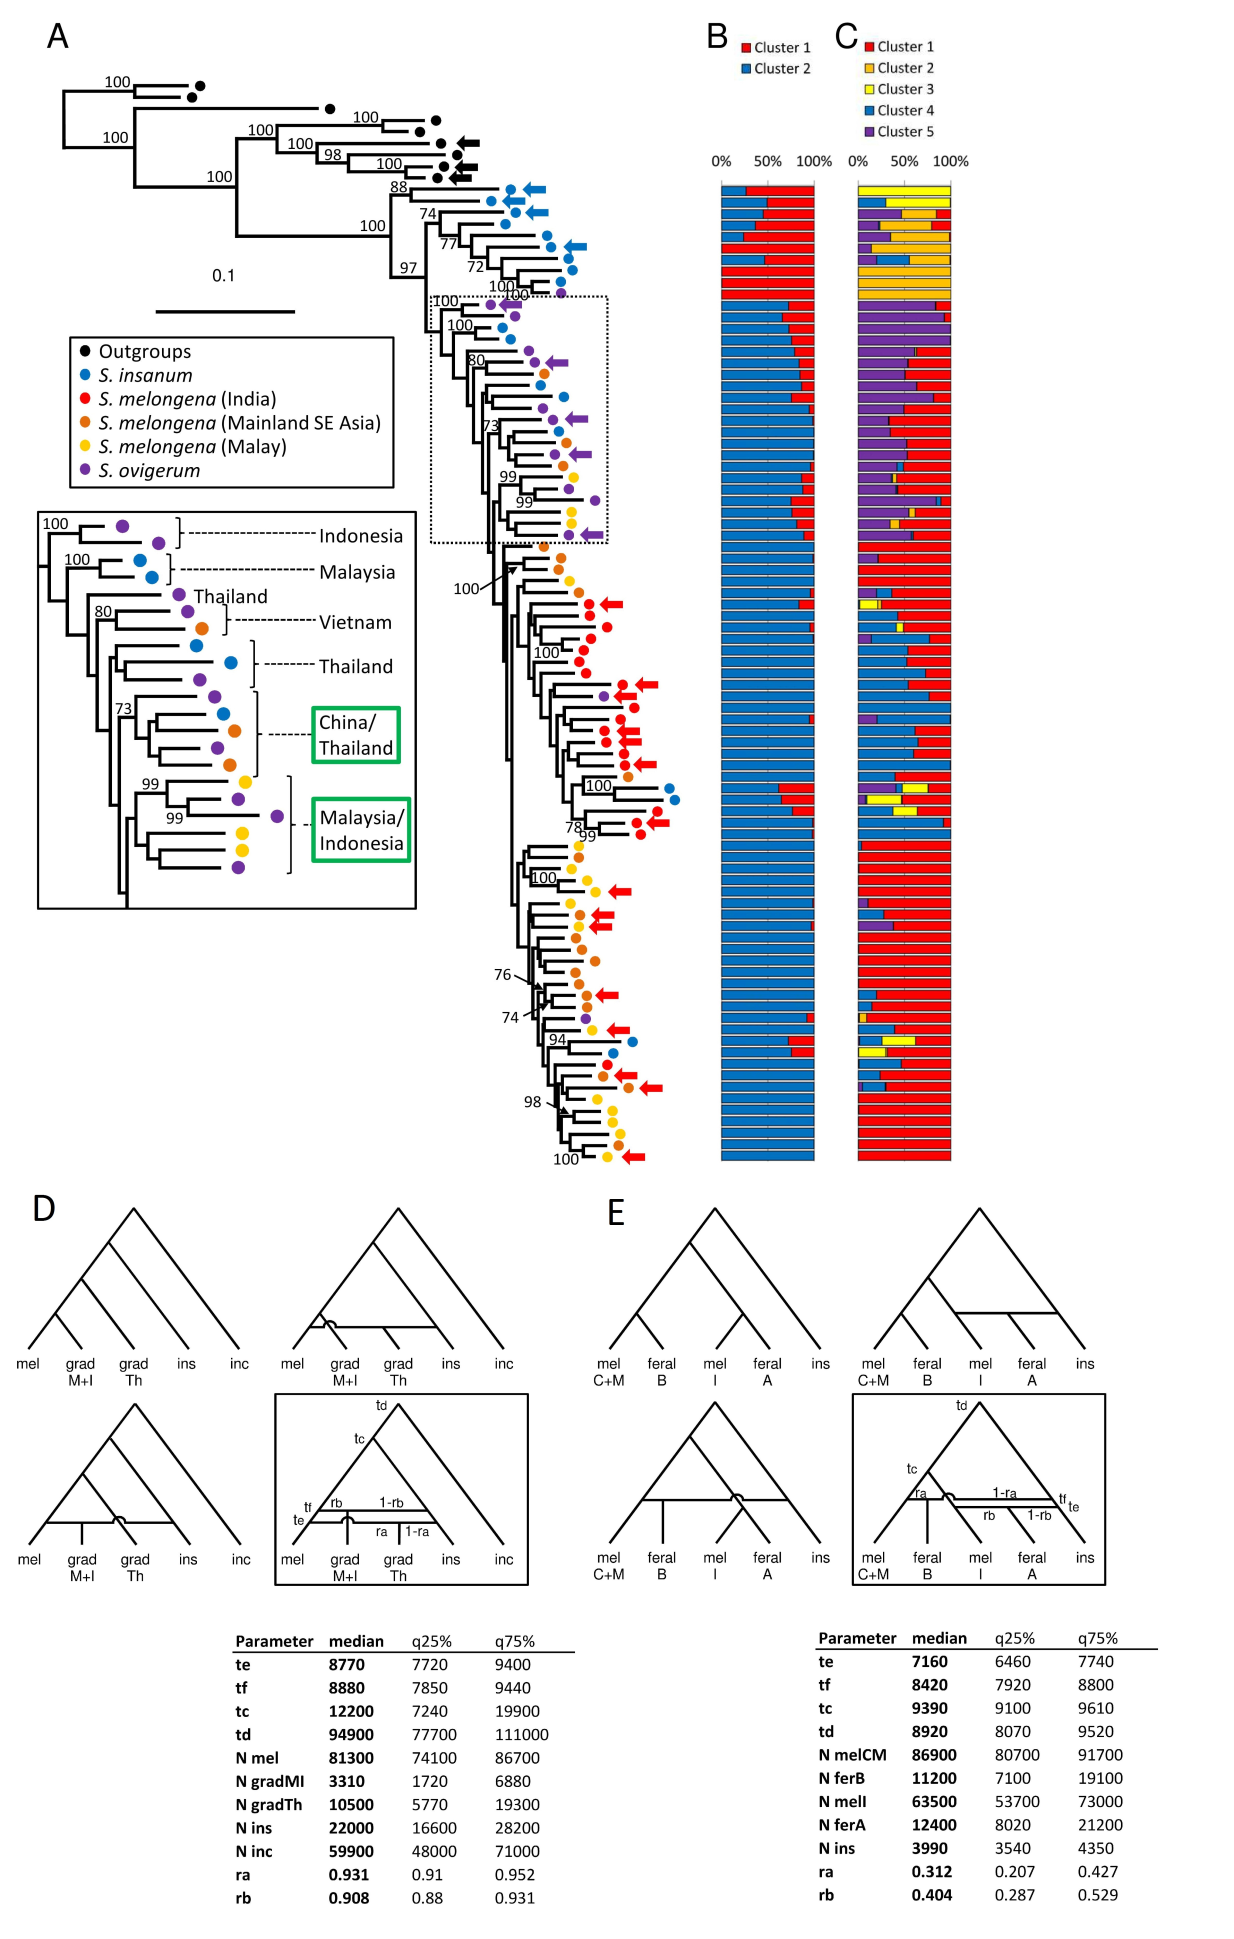 A
B
C
Cluster 1
Cluster 2
Cluster 1
Cluster 2
Cluster 3
Cluster 4
Cluster 5
0% 50% 100%
0% 50% 100%
100
100
100
100
100
100
98
100
88
100
74
77
72
97
100
100
0.1
Outgroups
S. insanum
S. melongena (India)
S. melongena (Mainland SE Asia)
S. melongena (Malay)
S. ovigerum
100
100
80
73
99
99
100
100
100
78
99
100
76
74
94
98
100
100
Indonesia
100
Malaysia
Thailand
80
Vietnam
Thailand
73
China/
Thailand
99
99
Malaysia/
Indonesia
D
mel grad grad ins inc
M+I Th
mel grad grad ins inc
M+I Th
mel grad grad ins inc
M+I Th
td
tc
tf rb 1-rb
te ra 1-ra
mel grad grad ins inc
M+I Th
E
mel feral mel feral ins
C+M B I A
mel feral mel feral ins
C+M B I A
mel feral mel feral ins
C+M B I A
td
tc
ra 1-ra tf
rb 1-rb te
mel feral mel feral ins
C+M B I A
Parameter median q25% q75%
te 8770 7720 9400
tf 8880 7850 9440
tc 12200 7240 19900
td 94900 77700 111000
N mel 81300 74100 86700
N gradMI 3310 1720 6880
N gradTh 10500 5770 19300
N ins 22000 16600 28200
N inc 59900 48000 71000
ra 0.931 0.91 0.952
rb 0.908 0.88 0.931
Parameter median q25% q75%
te 7160 6460 7740
tf 8420 7920 8800
tc 9390 9100 9610
td 8920 8070 9520
N melCM 86900 80700 91700
N ferB 11200 7100 19100
N melI 63500 53700 73000
N ferA 12400 8020 21200
N ins 3990 3540 4350
ra 0.312 0.207 0.427
rb 0.404 0.287 0.529